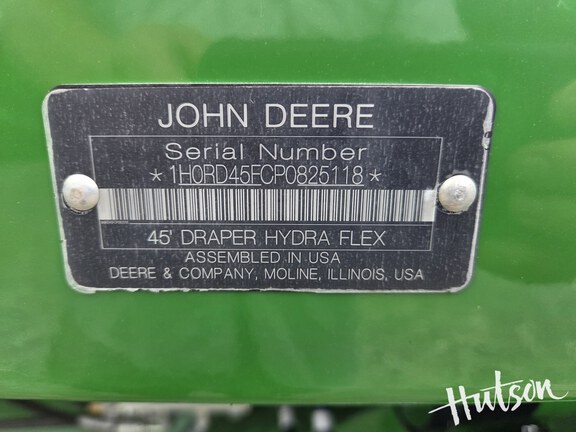 JOHN DEERE
Serial Number
*1H0RD45FCP0825118*
45' DRAPER HYDRA FLEX
ASSEMBLED IN USA
DEERE & COMPANY, MOLINE, ILLINOIS, USA
Hutson